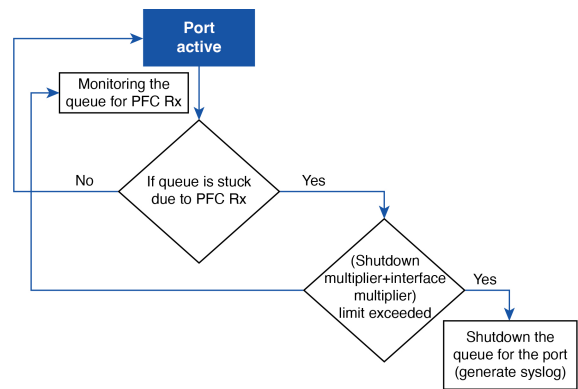 Port
active
Monitoring the
queue for PFC Rx
No
If queue is stuck
due to PFC Rx
Yes
(Shutdown
multiplier+interface
multiplier)
limit exceeded
Yes
Shutdown the
queue for the port
(generate syslog)